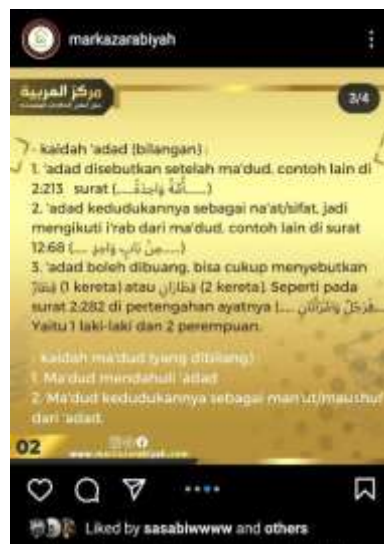 markazarabiyah
مركز العربية
3/4
- kaidah 'adad (bilangan) :
1. 'adad disebutkan setelah ma'dud. contoh lain di
2:213 surat (....أُمَّةً وَاحِدَةً....)
2. 'adad kedudukannya sebagai na'at/sifat, jadi
mengikuti i'rab dari ma'dud. contoh lain di surat
12:68 (.... مِنْ بَابٍ وَاحِدٍ....)
3. 'adad boleh dibuang, bisa cukup menyebutkan
قِطَارٌ (1 kereta) atau قِطَارَانِ (2 kereta). Seperti pada
surat 2:282 di pertengahan ayatnya (.... فَرَجُلٌ وَامْرَأَتَانِ....
Yaitu 1 laki-laki dan 2 perempuan.
- kaidah ma'dud (yang dibilang) :
1. Ma'dud mendahului 'adad
2. Ma'dud kedudukannya sebagai man'ut/maushuf
dari 'adad.
02
Liked by sasabiwwww and others